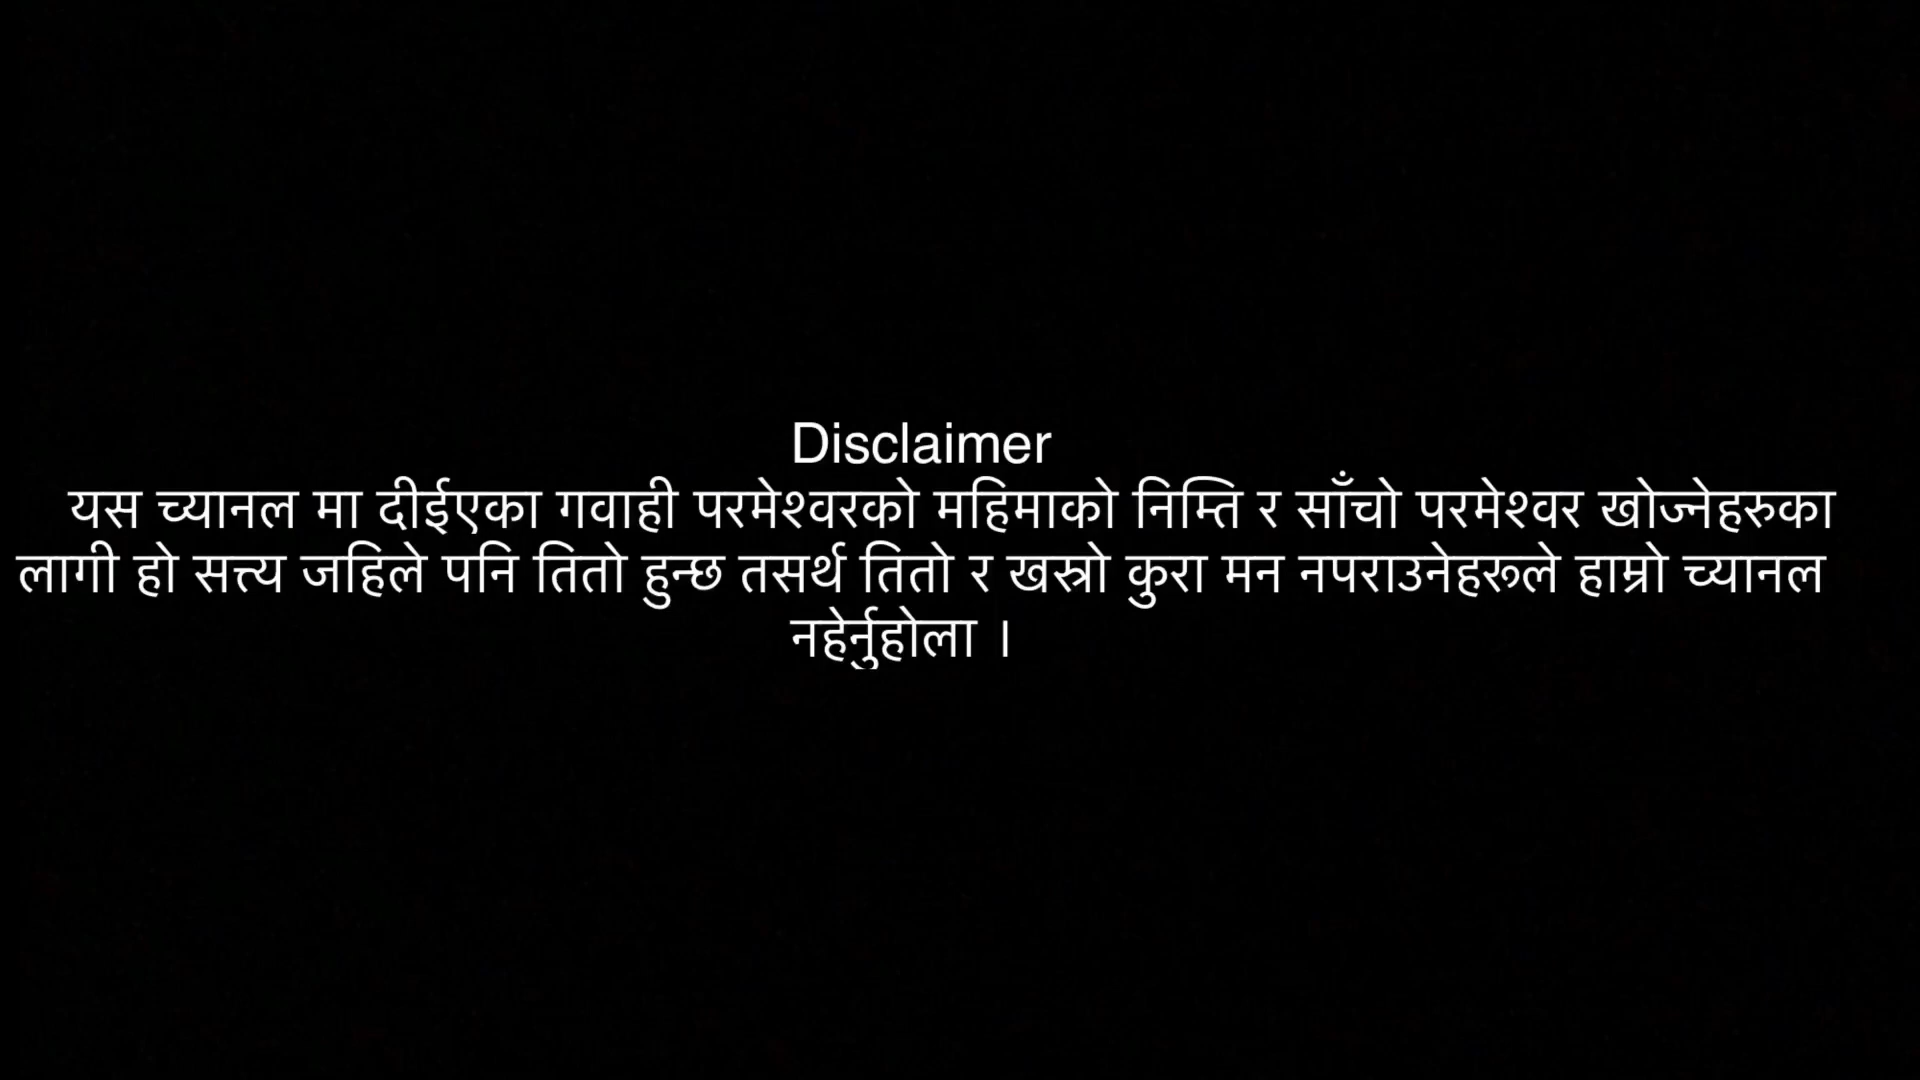 Disclaimer
यस च्यानल मा दीईएका गवाही परमेश्वरको महिमाको निम्ति र साँचो परमेश्वर खोज्नेहरुका
लागी हो सत्त्य जहिले पनि तितो हुन्छ तसर्थ तितो र खस्रो कुरा मन नपराउनेहरूले हाम्रो च्यानल
नहेर्नुहोला ।